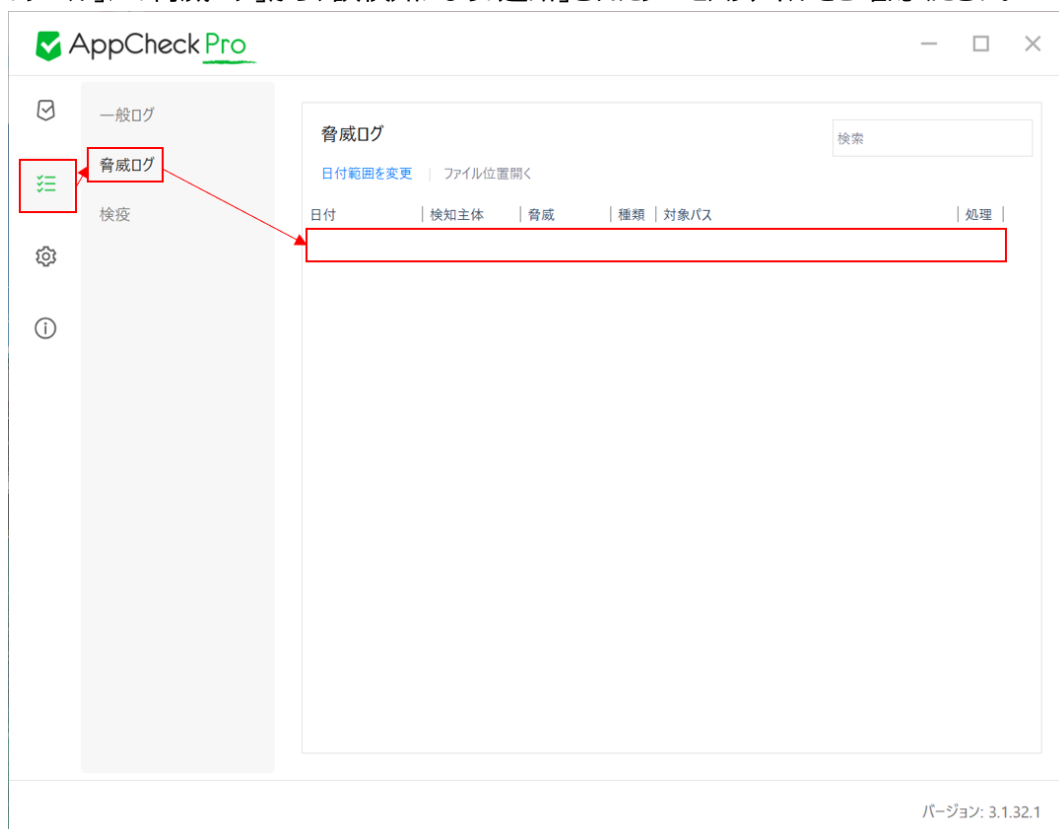 AppCheck Pro
一般ログ
脅威ログ
検疫
脅威ログ
検索
日付範囲を変更 | ファイル位置開く
日付 | 検知主体 | 脅威 | 種類 | 対象パス | 処理 |
バージョン: 3.1.32.1